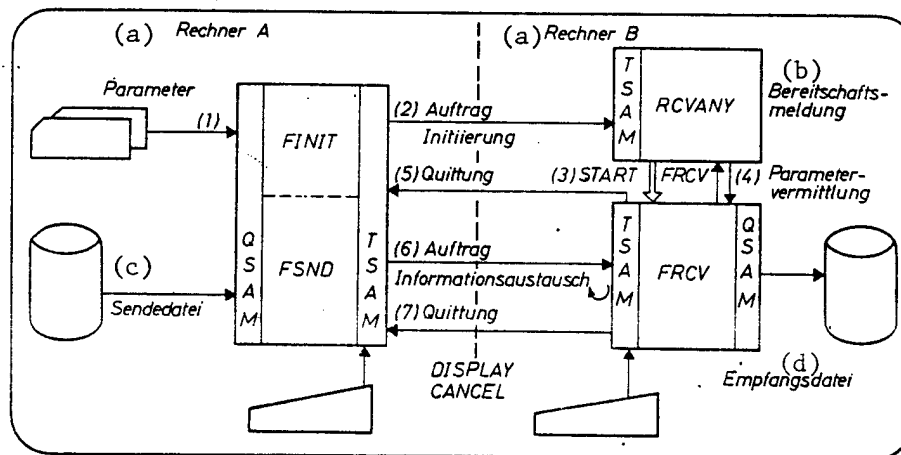 (a) Rechner A
(a) Rechner B
Parameter
(1)
FINIT
(2) Auftrag
Initiierung
TSAM
RCVANY
(b)
Bereitschafts-
meldung
(5) Quittung
(3) START
FRCV
(4) Parameter-
vermittlung
QSAM
FSND
TSAM
(c)
Sendedatei
(6) Auftrag
Informationsaustausch
(7) Quittung
TSAM
FRCV
QSAM
(d)
Empfangsdatei
DISPLAY
CANCEL